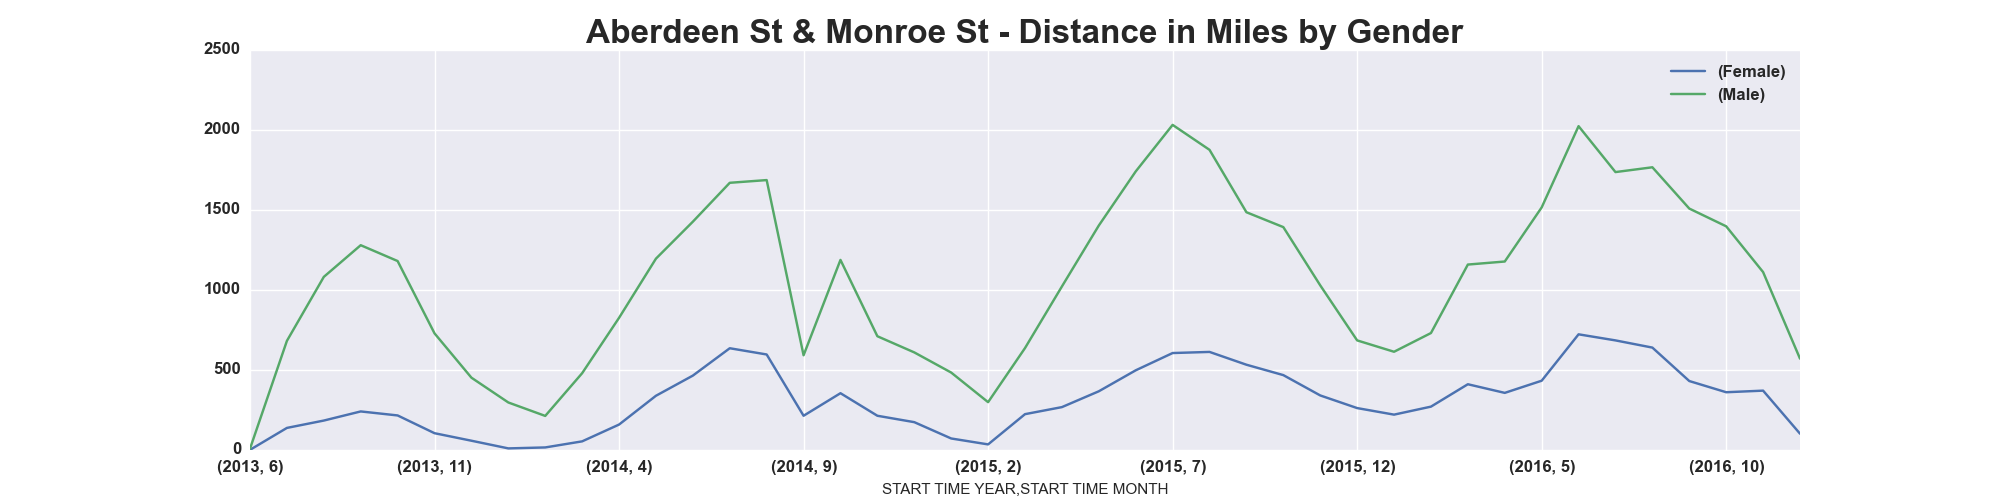 Aberdeen St & Monroe St - Distance in Miles by Gender
2500
2000
1500
1000
500
0
(Female)
(Male)
(2013, 6) (2013, 11) (2014, 4) (2014, 9) (2015, 2) (2015, 7) (2015, 12) (2016, 5) (2016, 10)
START TIME YEAR,START TIME MONTH